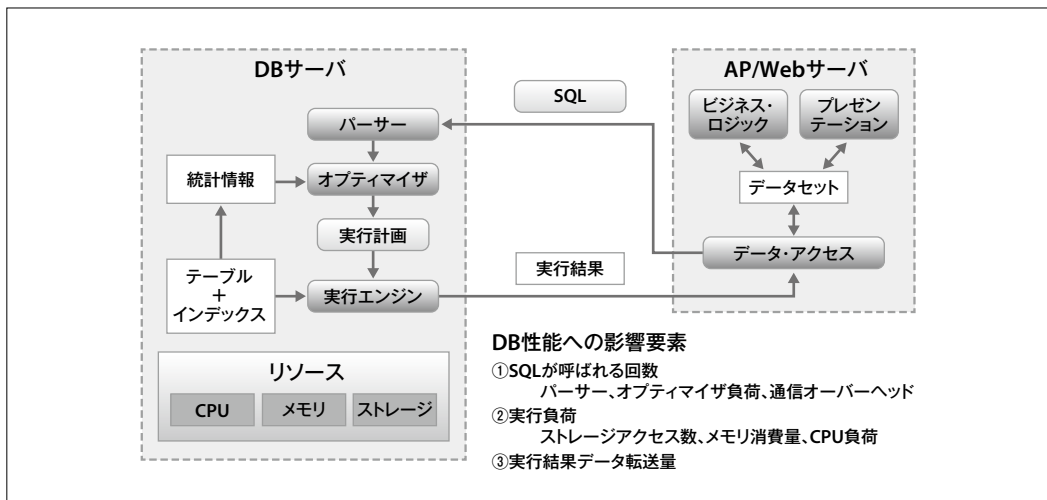 DBサーバ
パーサー
統計情報
オプティマイザ
実行計画
テーブル
＋
インデックス
実行エンジン
リソース
CPU
メモリ
ストレージ
SQL
実行結果
AP/Webサーバ
ビジネス・
ロジック
プレゼン
テーション
データセット
データ・アクセス
DB性能への影響要素
①SQLが呼ばれる回数
パーサー、オプティマイザ負荷、通信オーバーヘッド
②実行負荷
ストレージアクセス数、メモリ消費量、CPU負荷
③実行結果データ転送量